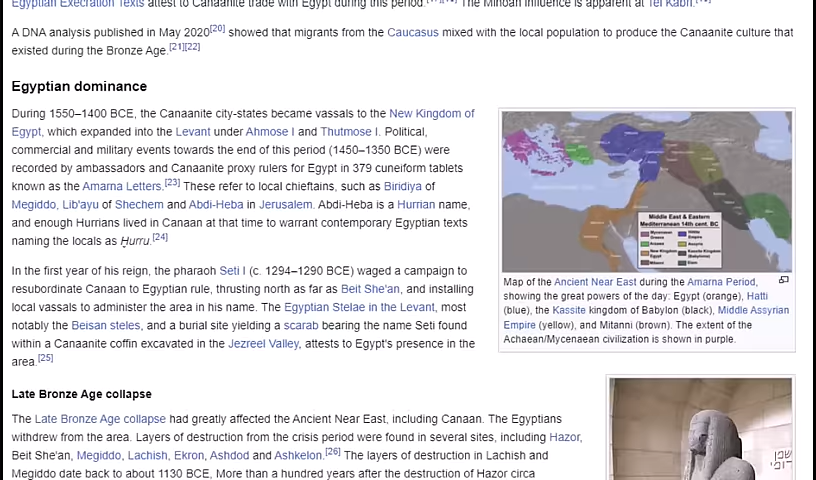 Egyptian Execration Texts attest to Canaanite trade with Egypt during this period. The Minoan influence is apparent at Tel Kabri.
A DNA analysis published in May 2020[20] showed that migrants from the Caucasus mixed with the local population to produce the Canaanite culture that
existed during the Bronze Age.[21][22]
Egyptian dominance
During 1550–1400 BCE, the Canaanite city-states became vassals to the New Kingdom of
Egypt, which expanded into the Levant under Ahmose I and Thutmose I. Political,
commercial and military events towards the end of this period (1450–1350 BCE) were
recorded by ambassadors and Canaanite proxy rulers for Egypt in 379 cuneiform tablets
known as the Amarna Letters.[23] These refer to local chieftains, such as Biridiya of
Megiddo, Lib'ayu of Shechem and Abdi-Heba in Jerusalem. Abdi-Heba is a Hurrian name,
and enough Hurrians lived in Canaan at that time to warrant contemporary Egyptian texts
naming the locals as Ḫurru.[24]
In the first year of his reign, the pharaoh Seti I (c. 1294–1290 BCE) waged a campaign to
resubordinate Canaan to Egyptian rule, thrusting north as far as Beit She'an, and installing
local vassals to administer the area in his name. The Egyptian Stelae in the Levant, most
notably the Beisan steles, and a burial site yielding a scarab bearing the name Seti found
within a Canaanite coffin excavated in the Jezreel Valley, attests to Egypt's presence in the
area.[25]
Middle East & Eastern
Mediterranean 14th cent. BC
Map of the Ancient Near East during the Amarna Period,
showing the great powers of the day: Egypt (orange), Hatti
(blue), the Kassite kingdom of Babylon (black), Middle Assyrian
Empire (yellow), and Mitanni (brown). The extent of the
Achaean/Mycenaean civilization is shown in purple.
Late Bronze Age collapse
The Late Bronze Age collapse had greatly affected the Ancient Near East, including Canaan. The Egyptians
withdrew from the area. Layers of destruction from the crisis period were found in several sites, including Hazor,
Beit She'an, Megiddo, Lachish, Ekron, Ashdod and Ashkelon.[26] The layers of destruction in Lachish and
Megiddo date back to about 1130 BCE, More than a hundred years after the destruction of Hazor circa